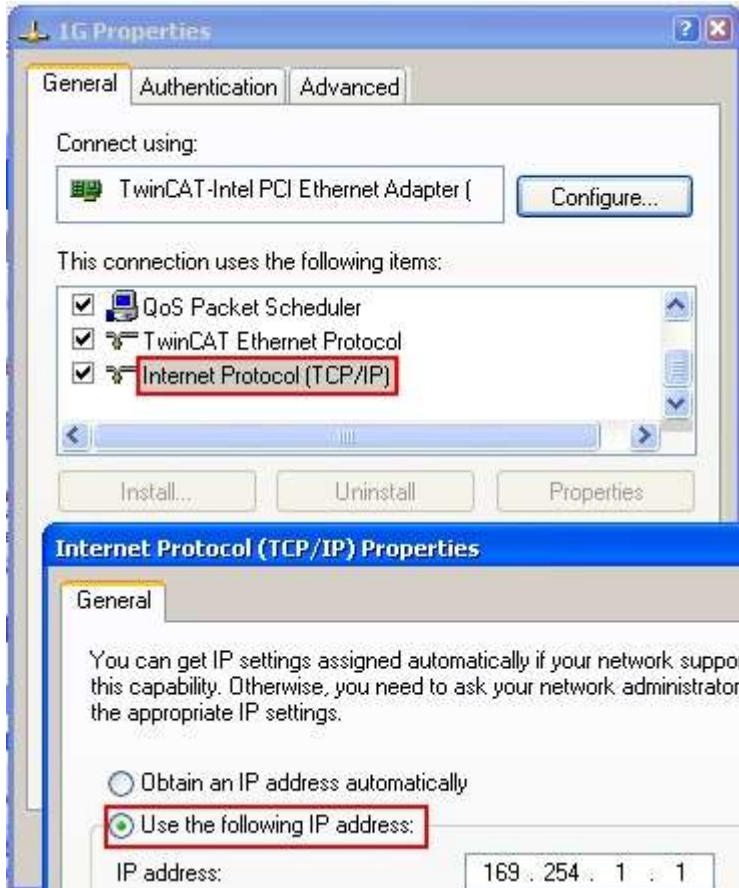 1G Properties
General Authentication Advanced
Connect using:
TwinCAT-Intel PCI Ethernet Adapter (
Configure...
This connection uses the following items:
QoS Packet Scheduler
TwinCAT Ethernet Protocol
Internet Protocol (TCP/IP)
Install... Uninstall Properties
Internet Protocol (TCP/IP) Properties
General
You can get IP settings assigned automatically if your network suppo
this capability. Otherwise, you need to ask your network administrator
the appropriate IP settings.
Obtain an IP address automatically
Use the following IP address:
IP address: 169 . 254 . 1 . 1